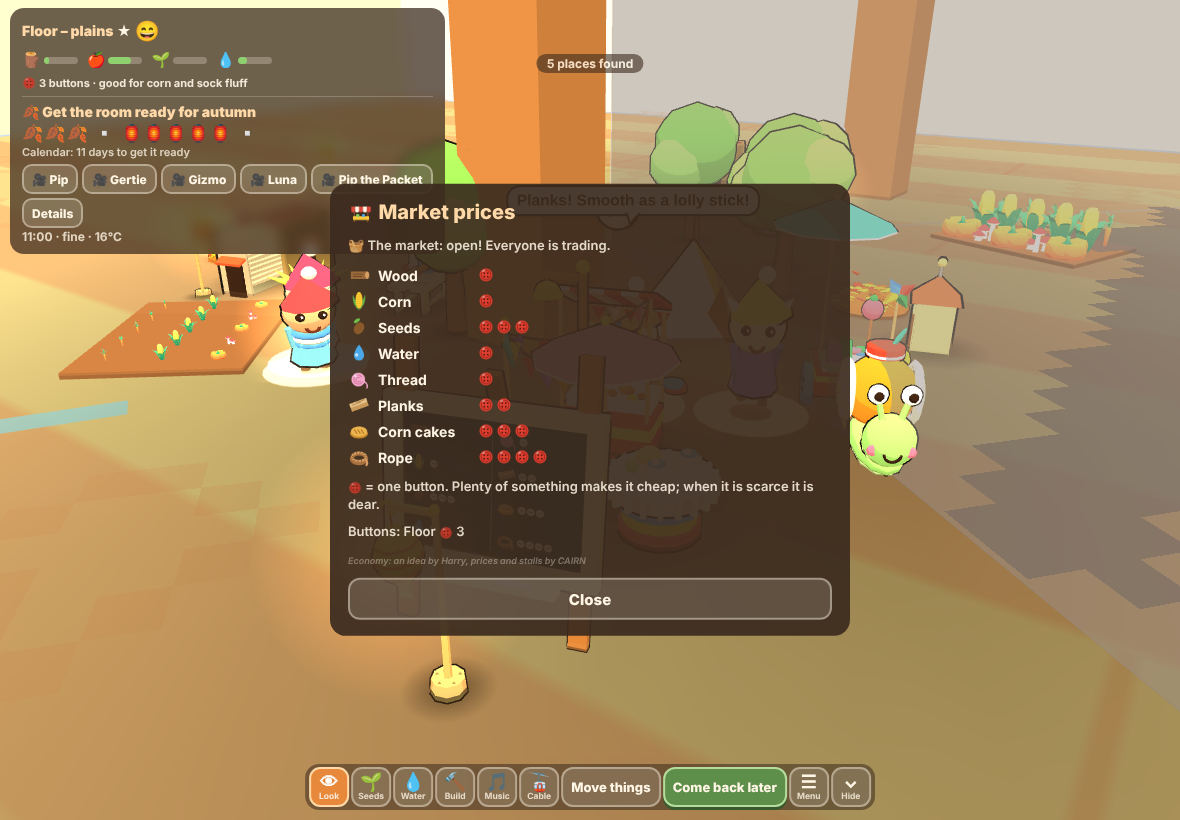 Floor – plains ★
3 buttons · good for corn and sock fluff
Get the room ready for autumn
Calendar: 11 days to get it ready
Pip
Gertie
Gizmo
Luna
Pip the Packet
Details
11:00 · fine · 16°C
5 places found
Planks! Smooth as a lolly stick!
Market prices
The market: open! Everyone is trading.
Wood
Corn
Seeds
Water
Thread
Planks
Corn cakes
Rope
= one button. Plenty of something makes it cheap; when it is scarce it is
dear.
Buttons: Floor 3
Economy: an idea by Harry, prices and stalls by CAIRN
Close
Look
Seeds
Water
Build
Music
Cable
Move things
Come back later
Menu
Hide